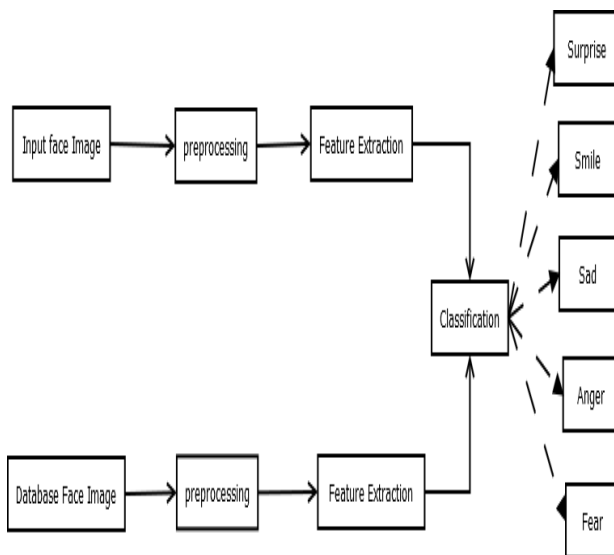 Surprise
Input face Image
preprocessing
Feature Extraction
Smile
Sad
Classification
Anger
Database Face Image
preprocessing
Feature Extraction
Fear